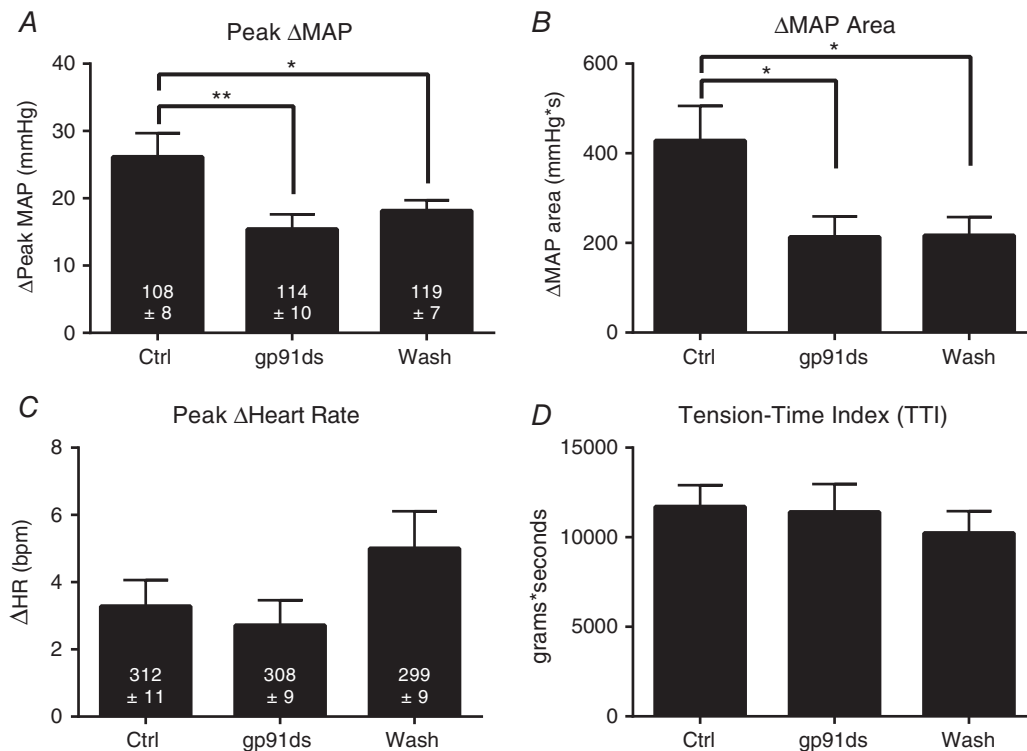 A
Peak ΔMAP
ΔPeak MAP (mmHg)
40
30
20
10
0
*
**
108
± 8
114
± 10
119
± 7
Ctrl
gp91ds
Wash
B
ΔMAP Area
ΔMAP area (mmHg*s)
600
400
200
0
*
*
Ctrl
gp91ds
Wash
C
Peak ΔHeart Rate
ΔHR (bpm)
8
6
4
2
0
312
± 11
308
± 9
299
± 9
Ctrl
gp91ds
Wash
D
Tension-Time Index (TTI)
grams*seconds
15000
10000
5000
0
Ctrl
gp91ds
Wash